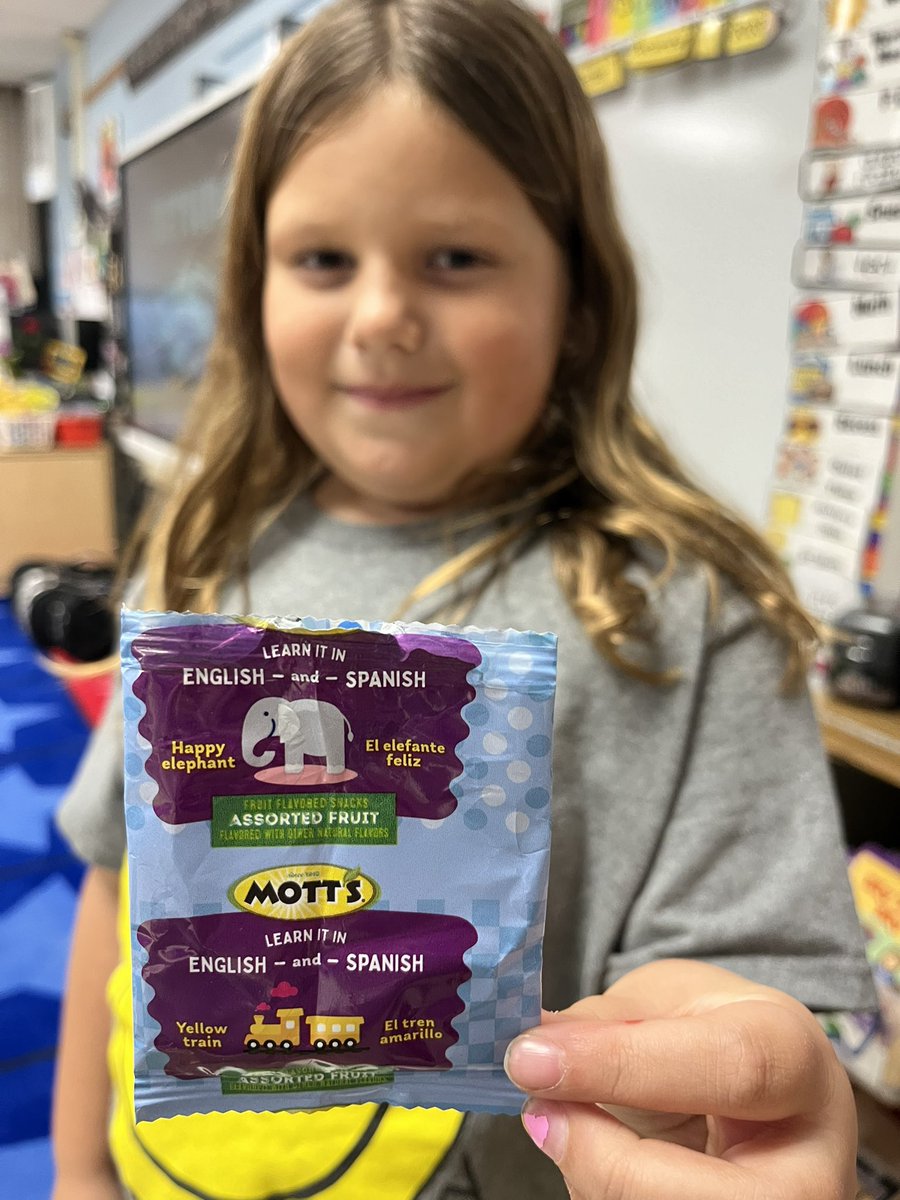 LEARN IT IN
ENGLISH – and – SPANISH
Happy
elephant
El elefante
feliz
FRUIT FLAVORED SNACKS
ASSORTED FRUIT
FLAVORED WITH OTHER NATURAL FLAVORS
MOTT'S
LEARN IT IN
ENGLISH – and – SPANISH
Yellow
train
El tren
amarillo
ASSORTED FRUIT